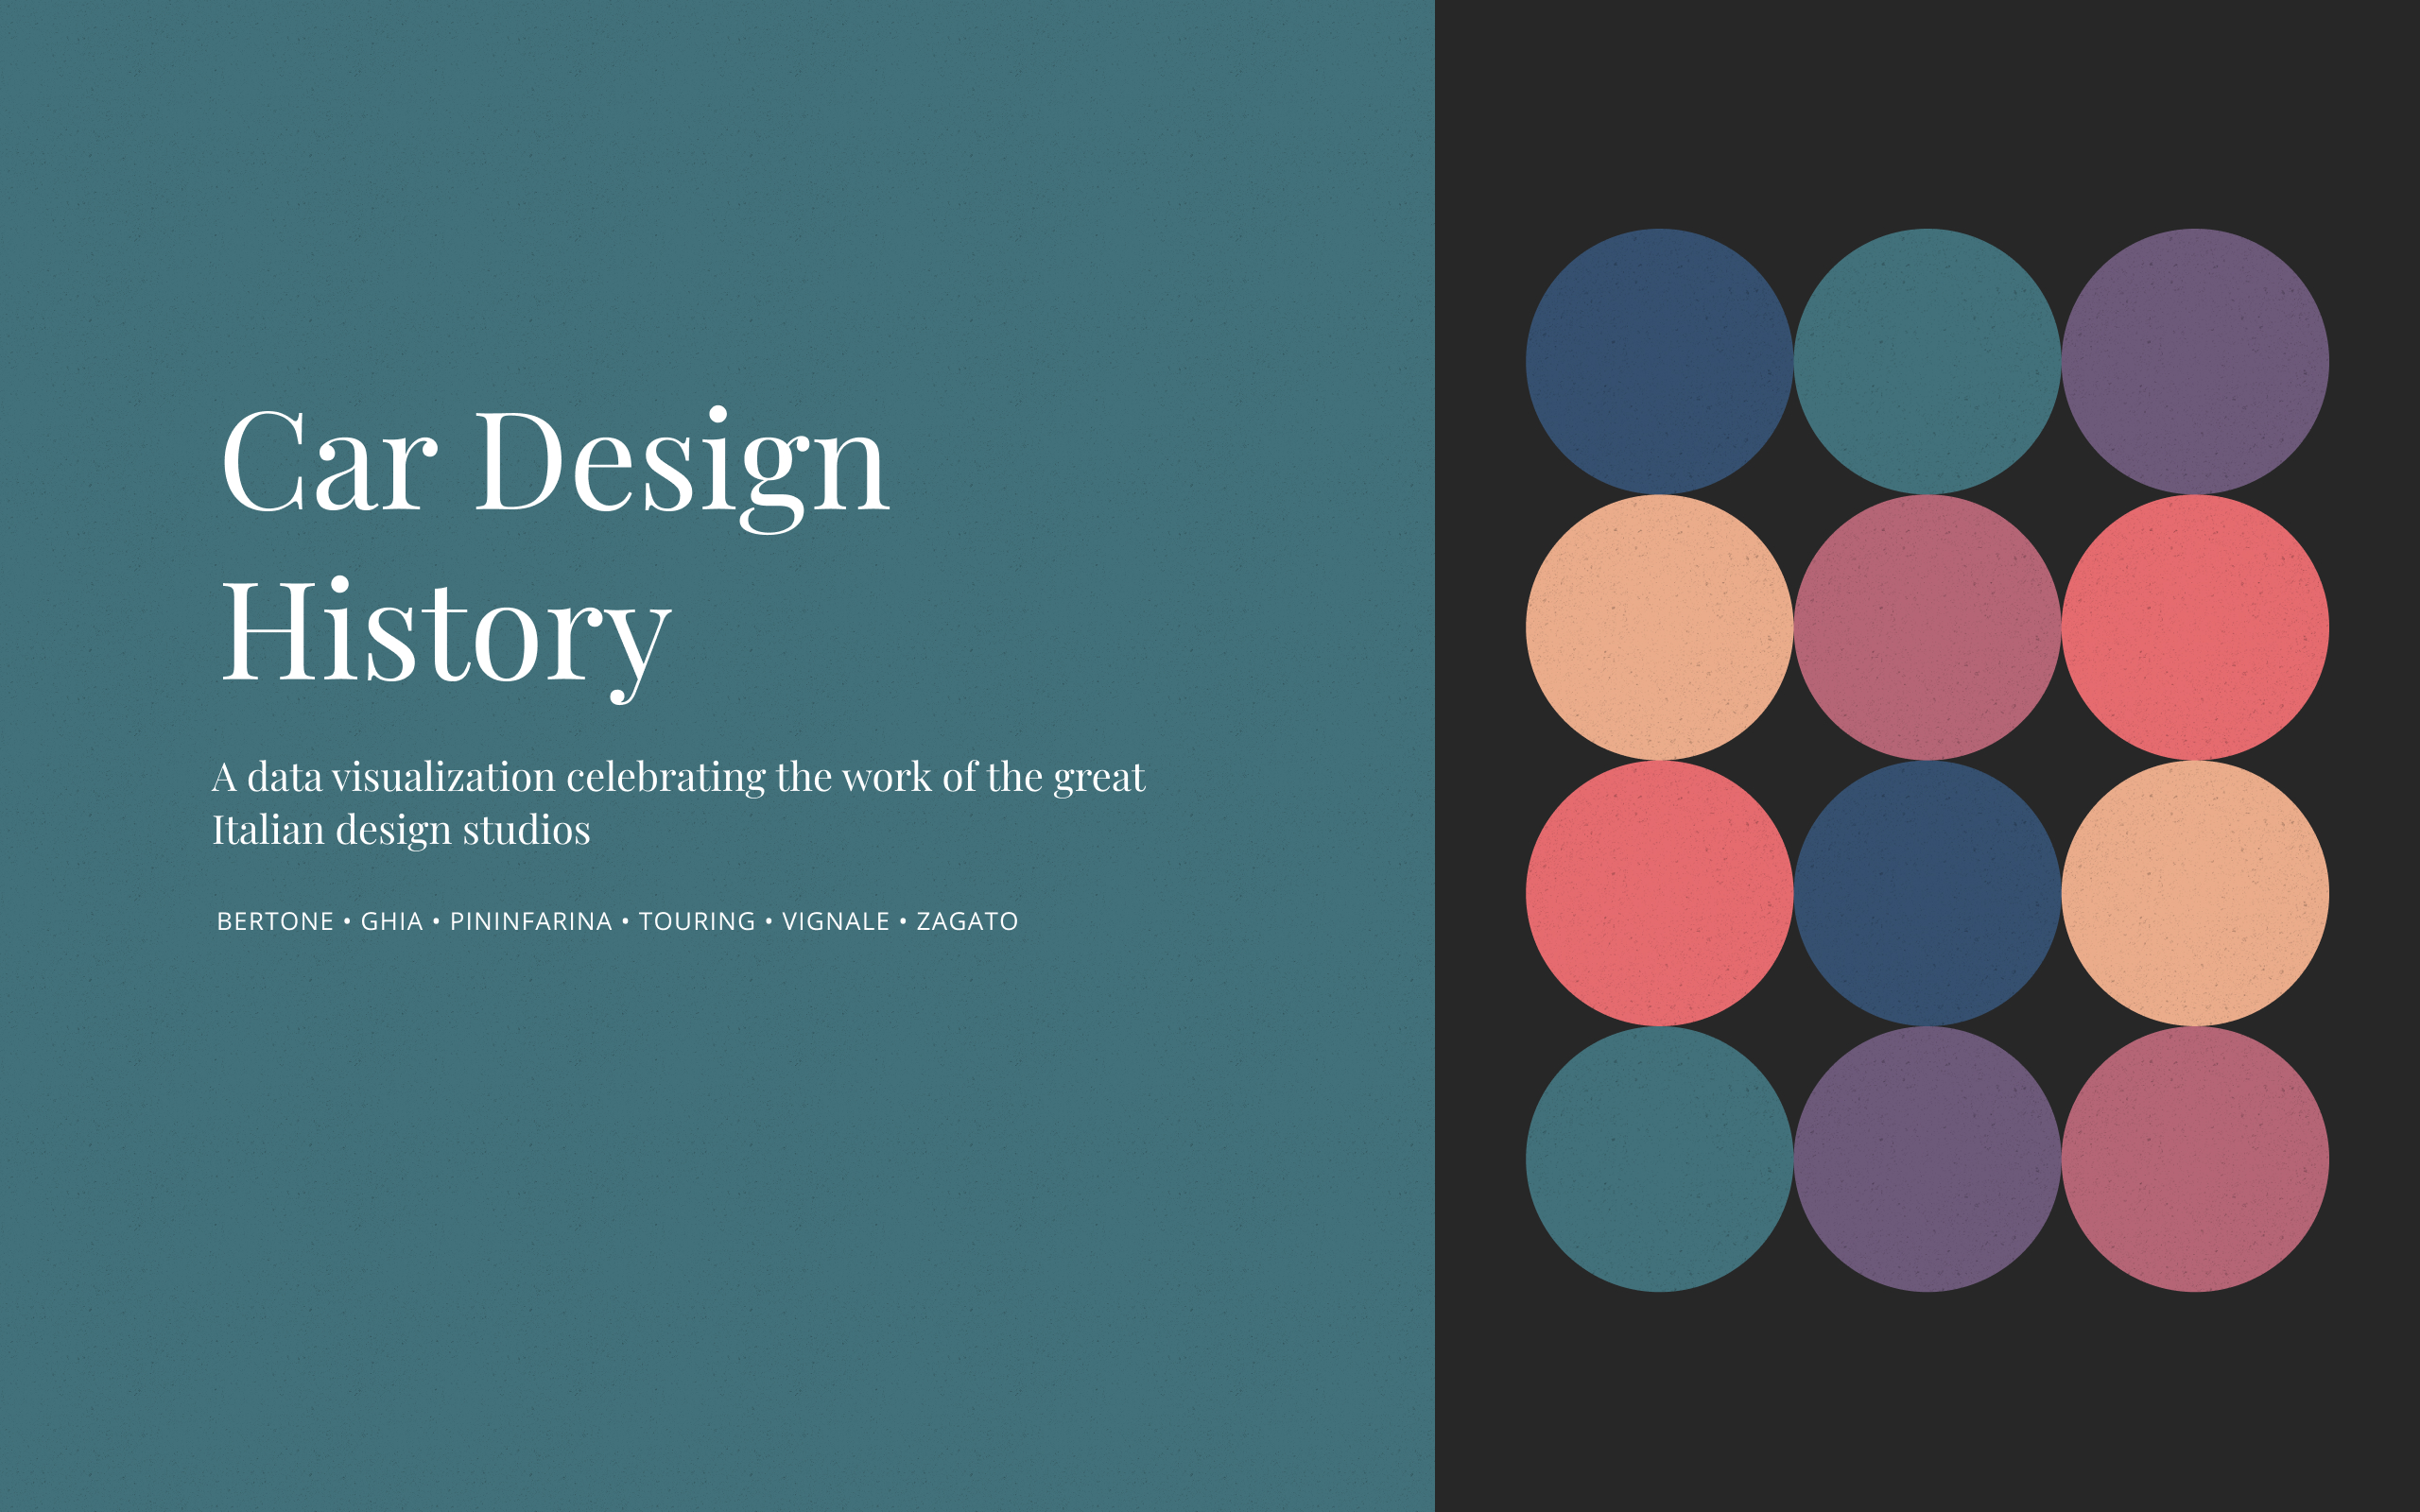 Car Design
History
A data visualization celebrating the work of the great
Italian design studios
BERTONE • GHIA • PININFARINA • TOURING • VIGNALE • ZAGATO